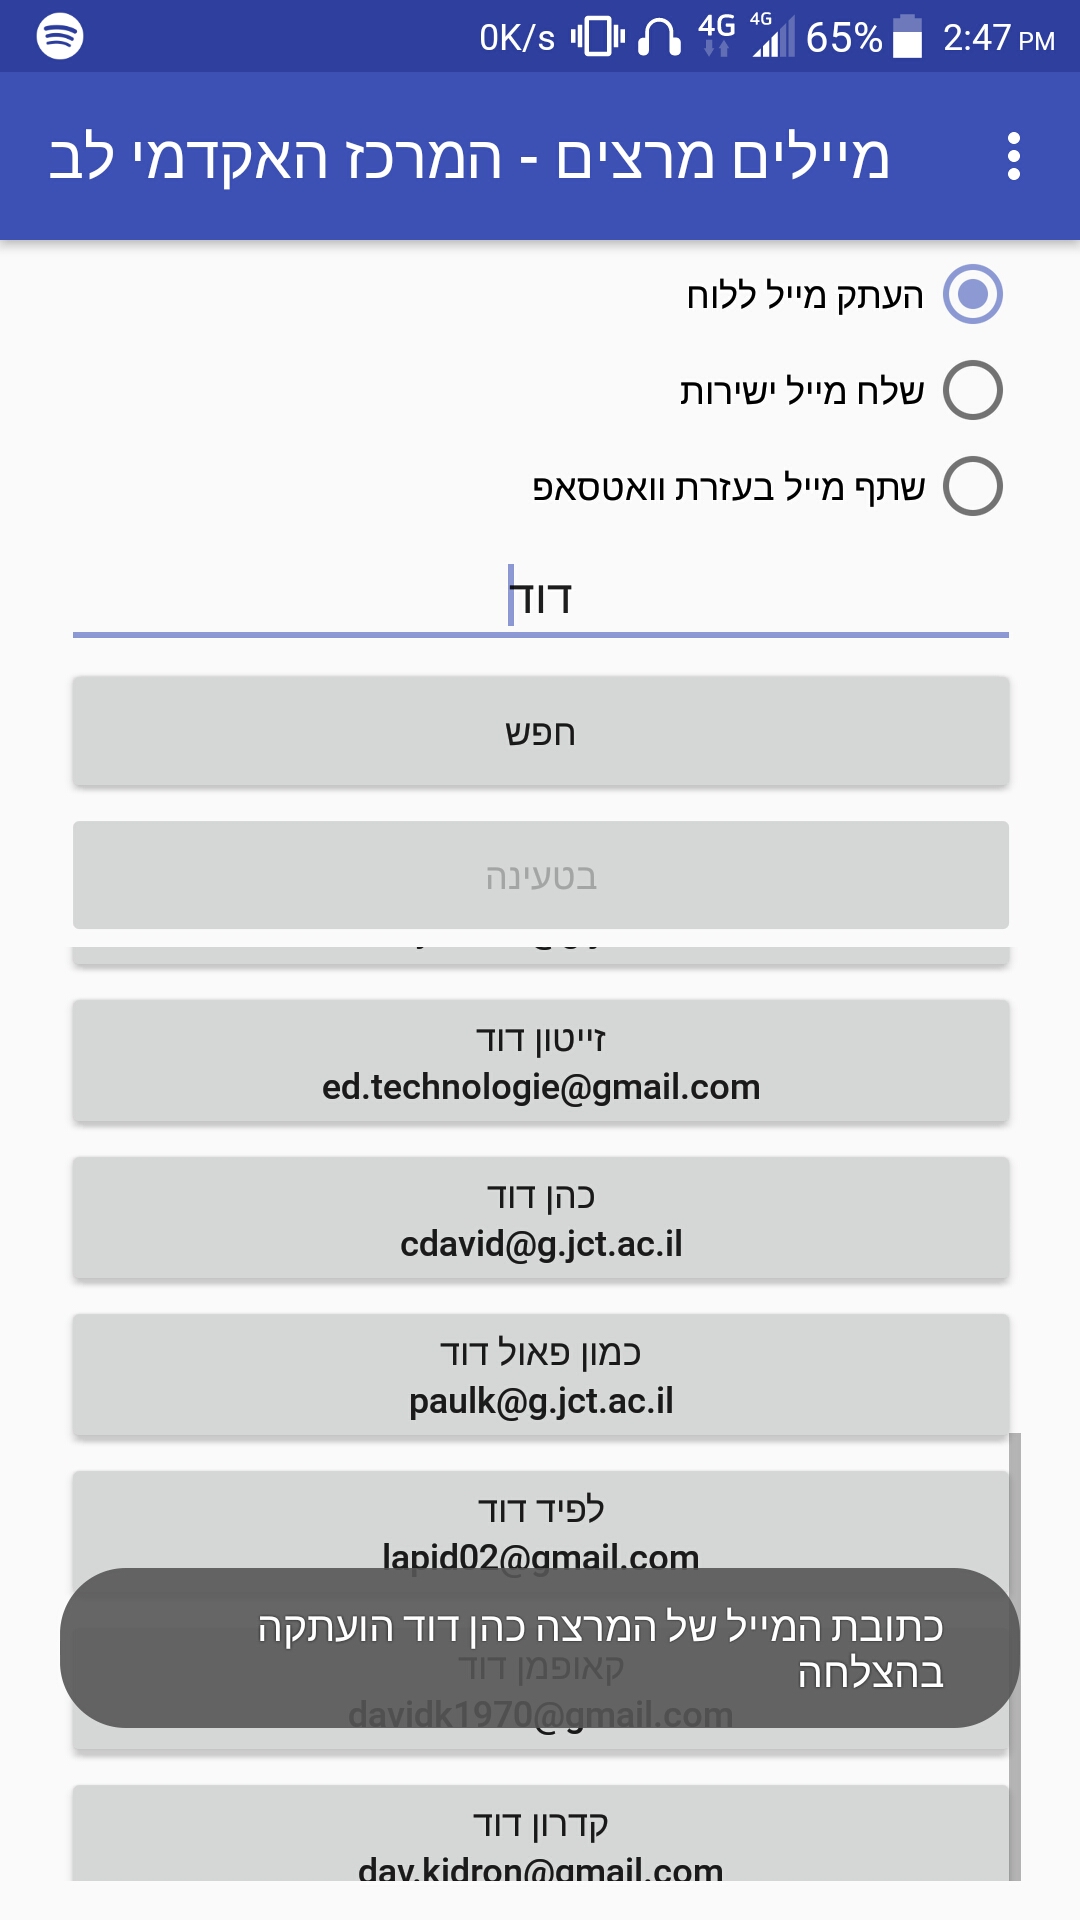 0K/s 4G 4G 65% 2:47 PM
מיילים מרצים - המרכז האקדמי לב
העתק מייל ללוח
שלח מייל ישירות
שתף מייל בעזרת וואטסאפ
דוד
חפש
בטעינה
זייטון דוד
ed.technologie@gmail.com
כהן דוד
cdavid@g.jct.ac.il
כמון פאול דוד
paulk@g.jct.ac.il
לפיד דוד
lapid02@gmail.com
כתובת המייל של המרצה כהן דוד הועתקה
בהצלחה
קאופמן דוד
davidk1970@gmail.com
קדרון דוד
dav.kidron@gmail.com